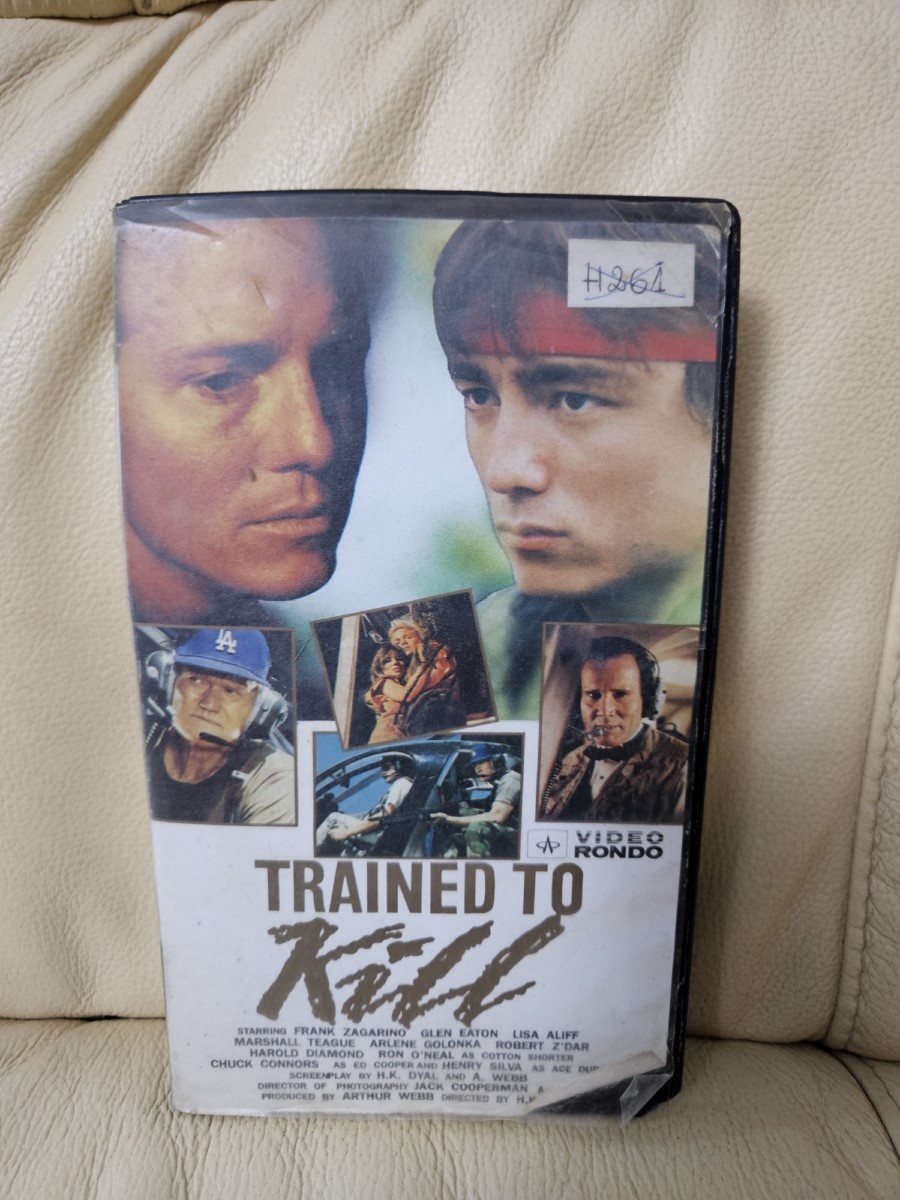 H261
LA
VIDEO
RONDO
TRAINED TO
Kill
STARRING FRANK ZAGARINO GLEN EATON LISA ALIFF
MARSHALL TEAGUE ARLENE GOLONKA ROBERT Z'DAR
HAROLD DIAMOND RON O'NEAL AS COTTON SHORTER
CHUCK CONNORS AS ED COOPER AND HENRY SILVA AS ACE
SCREENPLAY BY H.K. DYAL AND A. WEBB
DIRECTOR OF PHOTOGRAPHY JACK COOPERMAN
PRODUCED BY ARTHUR WEBB DIRECTED BY